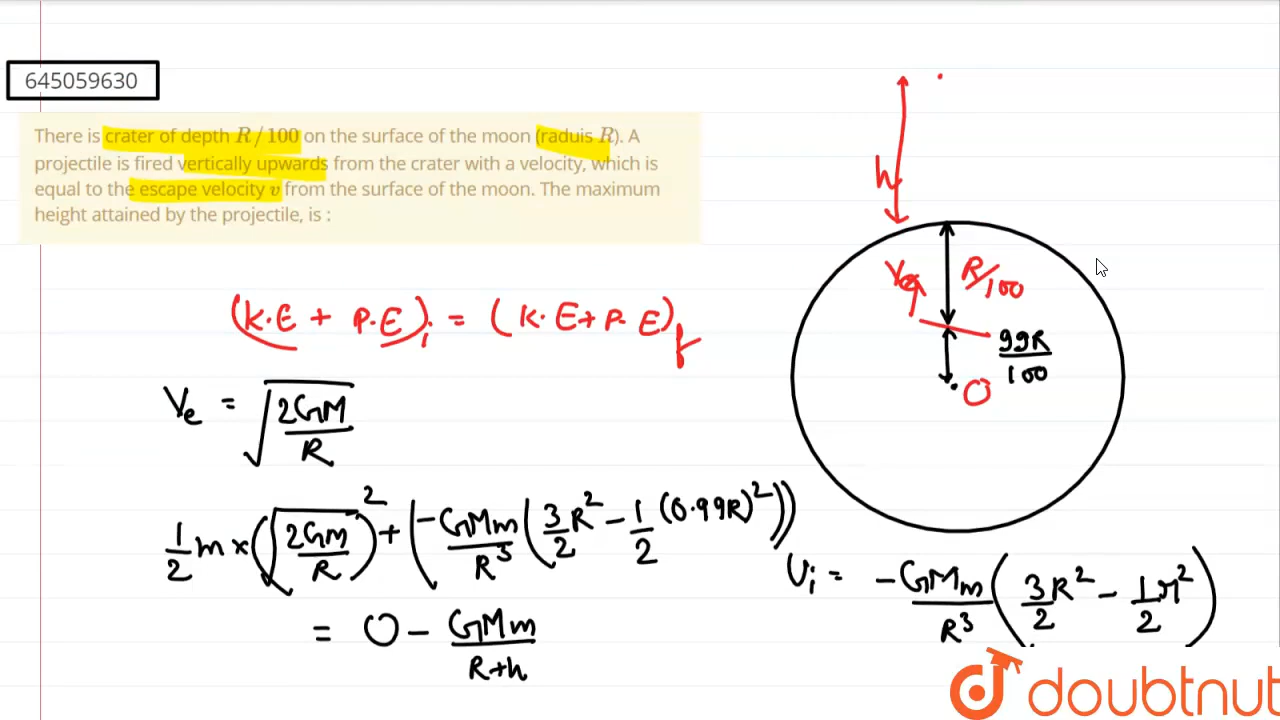 645059630
There is crater of depth R/100 on the surface of the moon (raduis R). A
projectile is fired vertically upwards from the crater with a velocity, which is
equal to the escape velocity v from the surface of the moon. The maximum
height attained by the projectile, is :
h
Ve
R/100
99R/100
O
(K.E + P.E)i = (K.E + P.E)f
Ve = √(2GM/R)
1/2 m × (√(2GM/R))² + (-GMm/R³ (3/2 R² - 1/2 (0.99R)²))
= 0 - GMm/R+h
Ui = -GMm/R³ (3/2 R² - 1/2 r²)
doubtnut